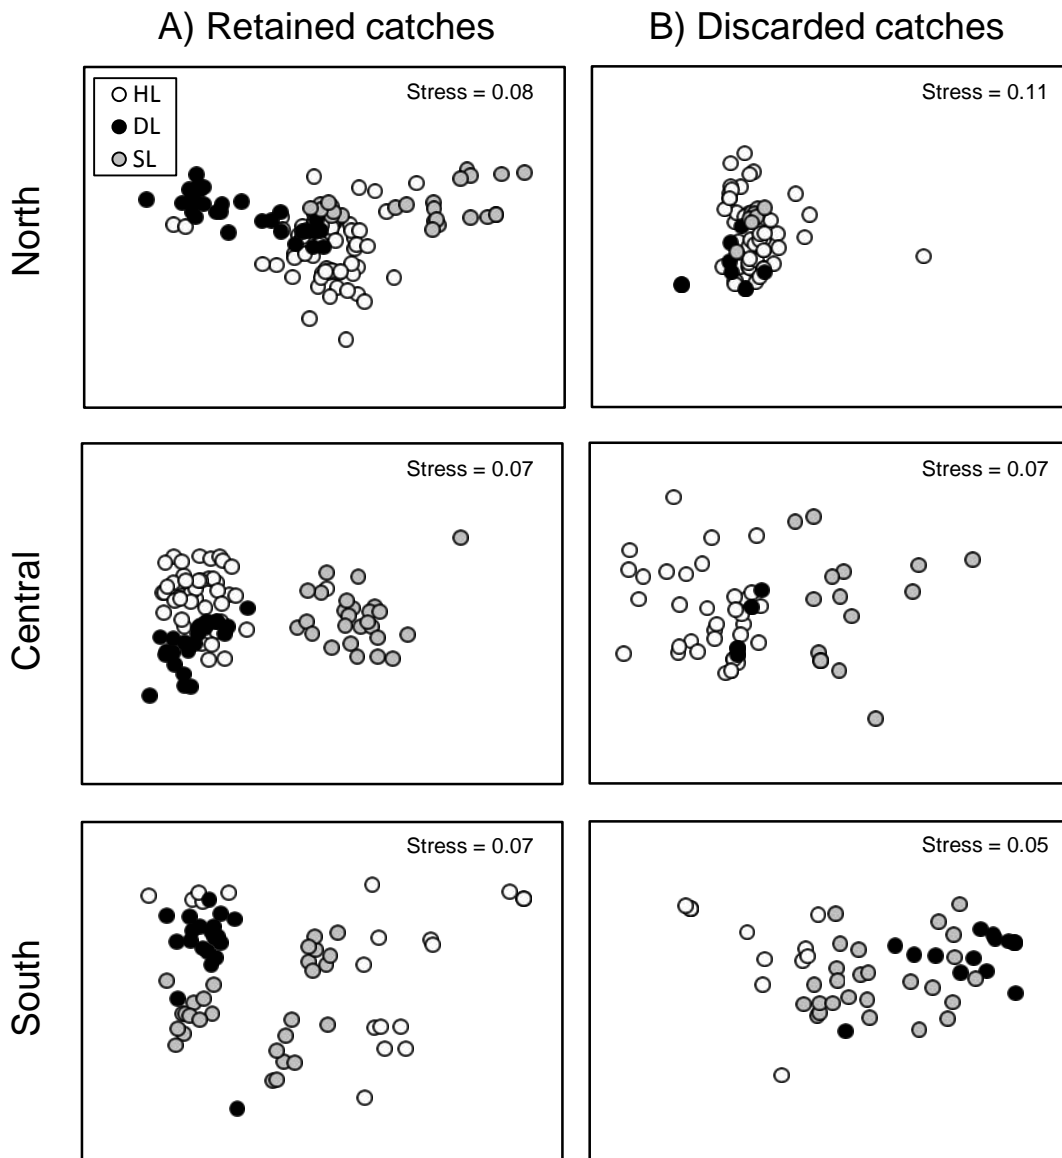 A) Retained catches
B) Discarded catches
North
HL
DL
SL
Stress = 0.08
Stress = 0.11
Central
Stress = 0.07
Stress = 0.07
South
Stress = 0.07
Stress = 0.05